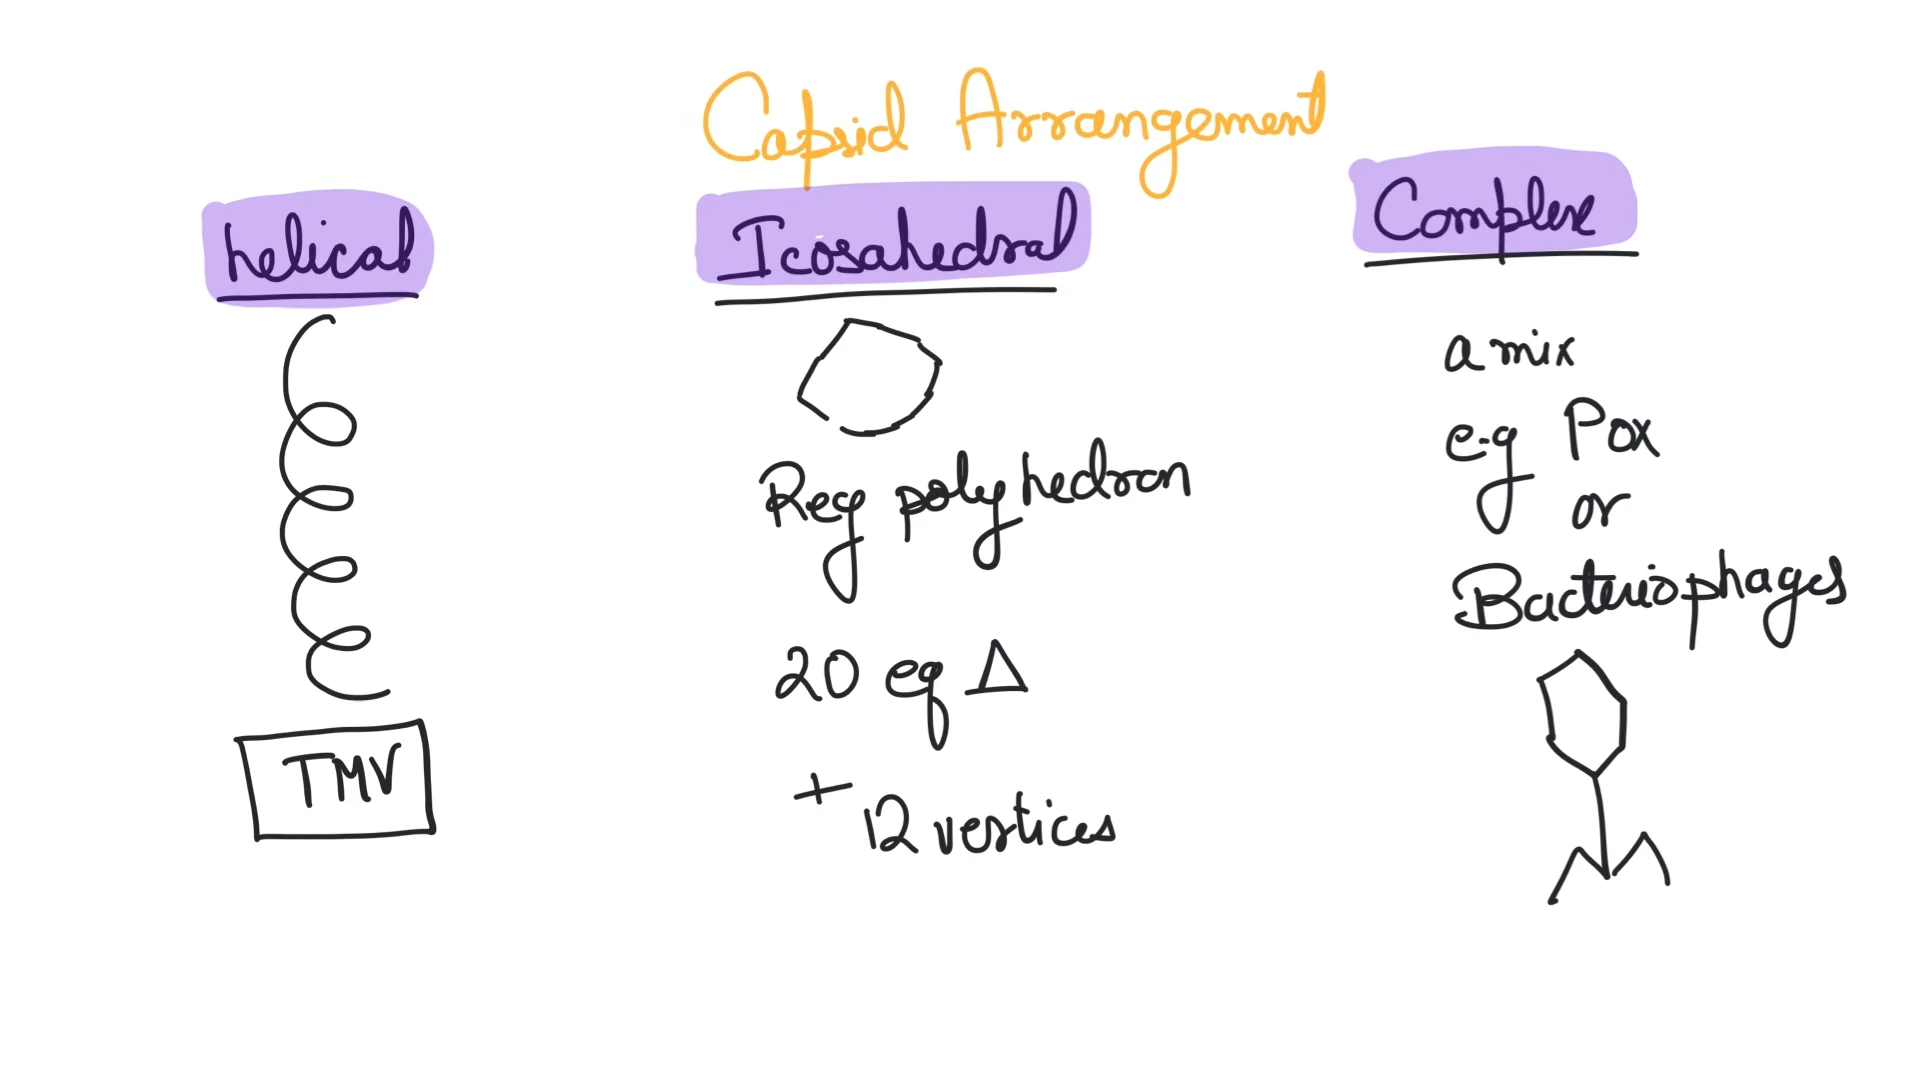 Capsid Arrangement
helical
TMV
Icosahedral
Reg polyhedron
20 eq Δ
+ 12 vertices
Complex
a mix
e.g Pox
or
Bacteriophages